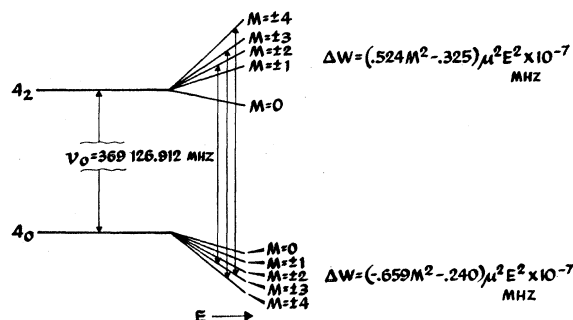 M=±4
M=±3
M=±2
M=±1
M=0
ΔW=(.524M²-.325)μ²E²×10⁻⁷
MHZ
4₂
ν₀=369 126.912 MHZ
4₀
M=0
M=±1
M=±2
M=±3
M=±4
ΔW=(-.659M²-.240)μ²E²×10⁻⁷
MHZ
E